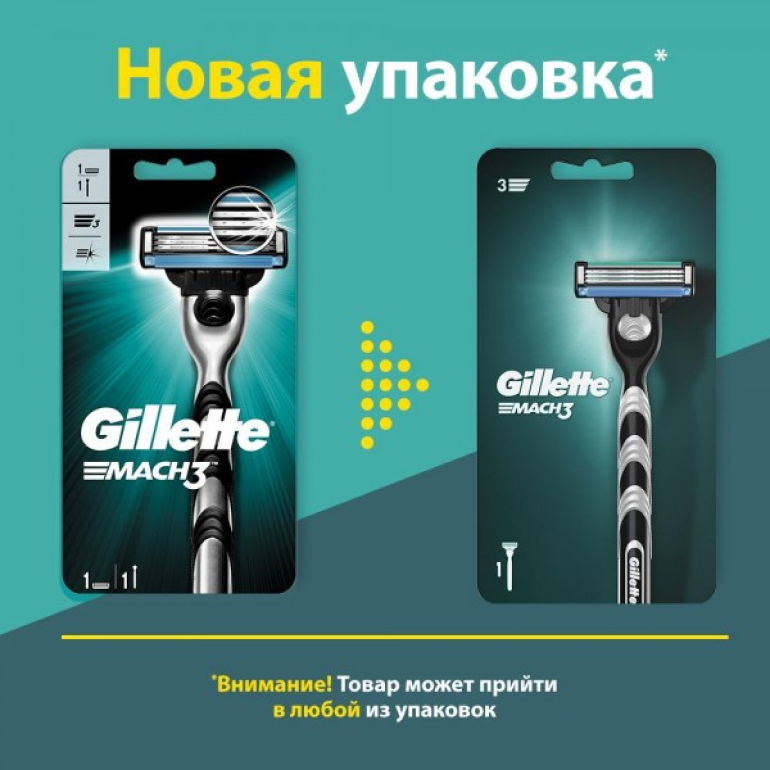 Новая упаковка*
1
1
3
Gillette
MACH3™
1 | 1
3
Gillette
MACH3
1
Gillette
*Внимание! Товар может прийти
в любой из упаковок